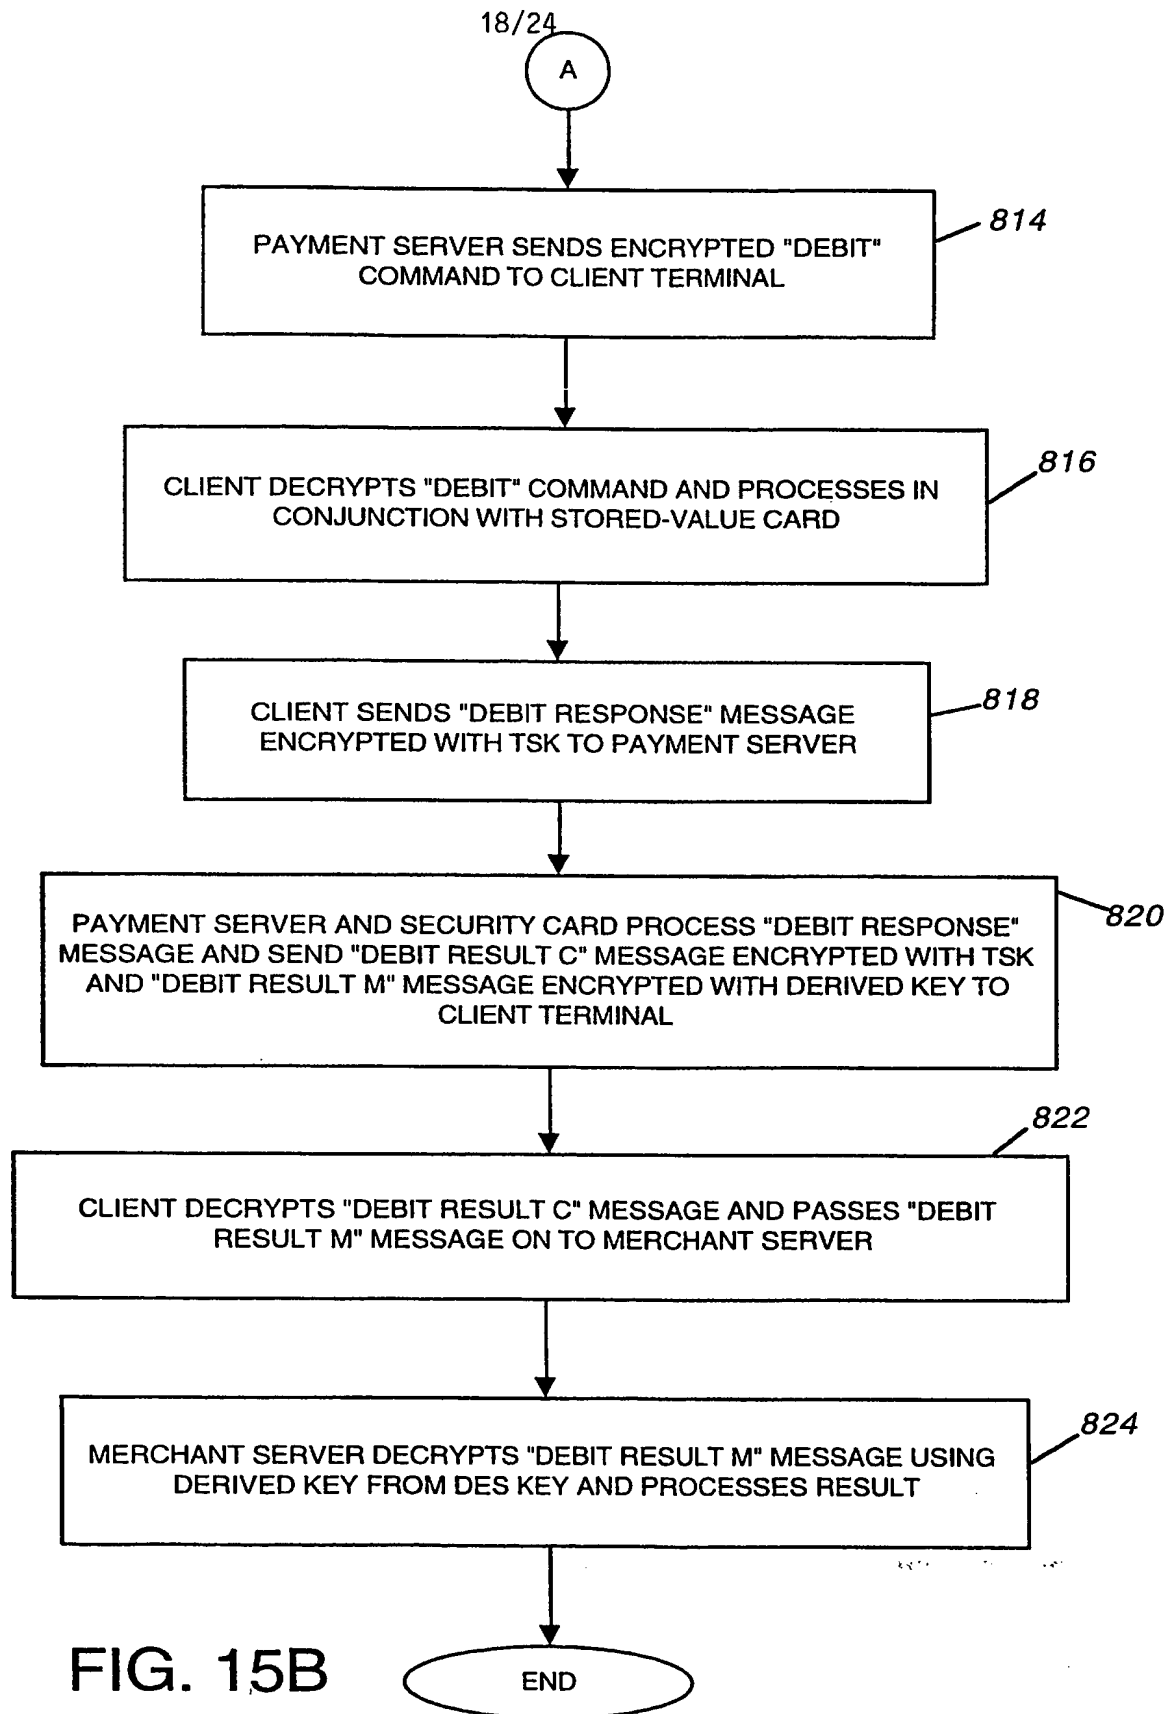 18/24
A
PAYMENT SERVER SENDS ENCRYPTED "DEBIT"
COMMAND TO CLIENT TERMINAL
814
CLIENT DECRYPTS "DEBIT" COMMAND AND PROCESSES IN
CONJUNCTION WITH STORED-VALUE CARD
816
CLIENT SENDS "DEBIT RESPONSE" MESSAGE
ENCRYPTED WITH TSK TO PAYMENT SERVER
818
PAYMENT SERVER AND SECURITY CARD PROCESS "DEBIT RESPONSE"
MESSAGE AND SEND "DEBIT RESULT C" MESSAGE ENCRYPTED WITH TSK
AND "DEBIT RESULT M" MESSAGE ENCRYPTED WITH DERIVED KEY TO
CLIENT TERMINAL
820
822
CLIENT DECRYPTS "DEBIT RESULT C" MESSAGE AND PASSES "DEBIT
RESULT M" MESSAGE ON TO MERCHANT SERVER
824
MERCHANT SERVER DECRYPTS "DEBIT RESULT M" MESSAGE USING
DERIVED KEY FROM DES KEY AND PROCESSES RESULT
FIG. 15B
END